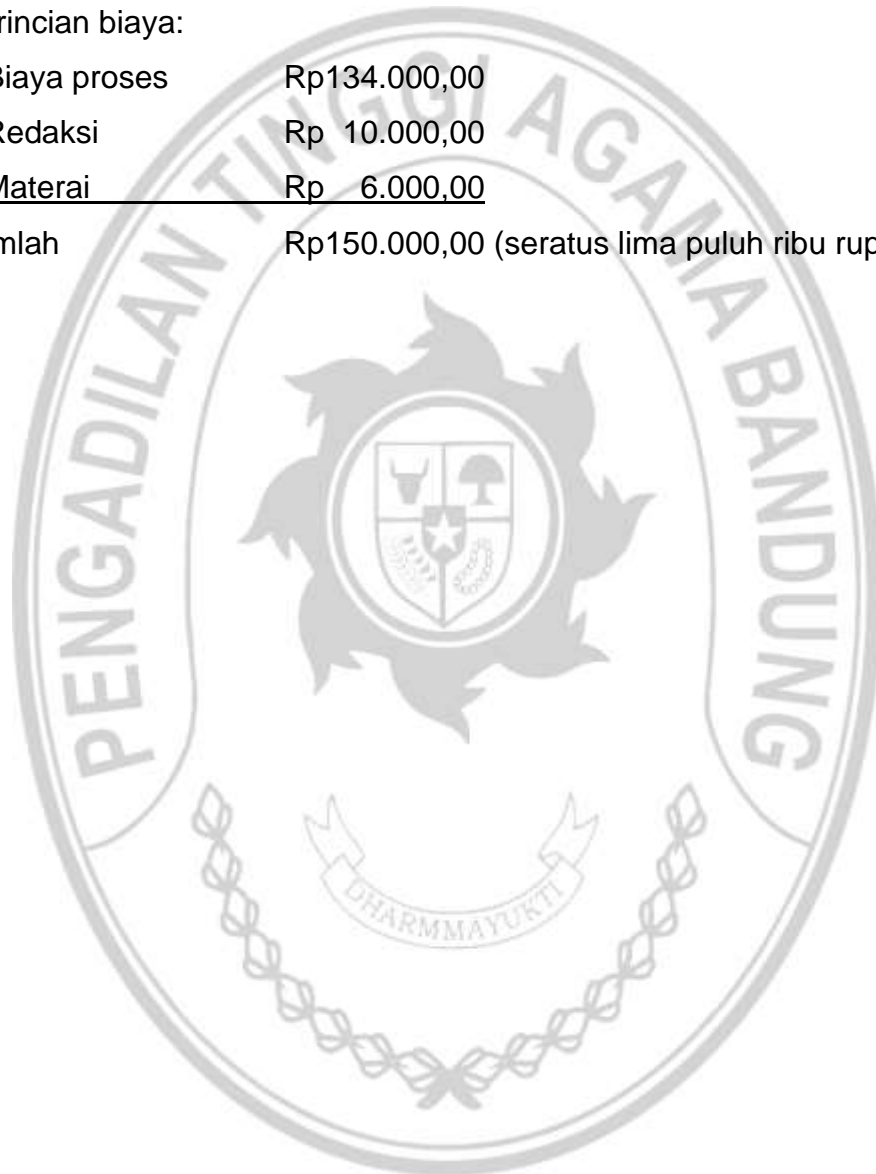 rincian biaya:
Biaya proses Rp134.000,00
Redaksi Rp 10.000,00
Materai Rp 6.000,00
mlah Rp150.000,00 (seratus lima puluh ribu rup
PENGADILAN TINGGI AGAMA BANDUNG
DHARMMAYUKTI